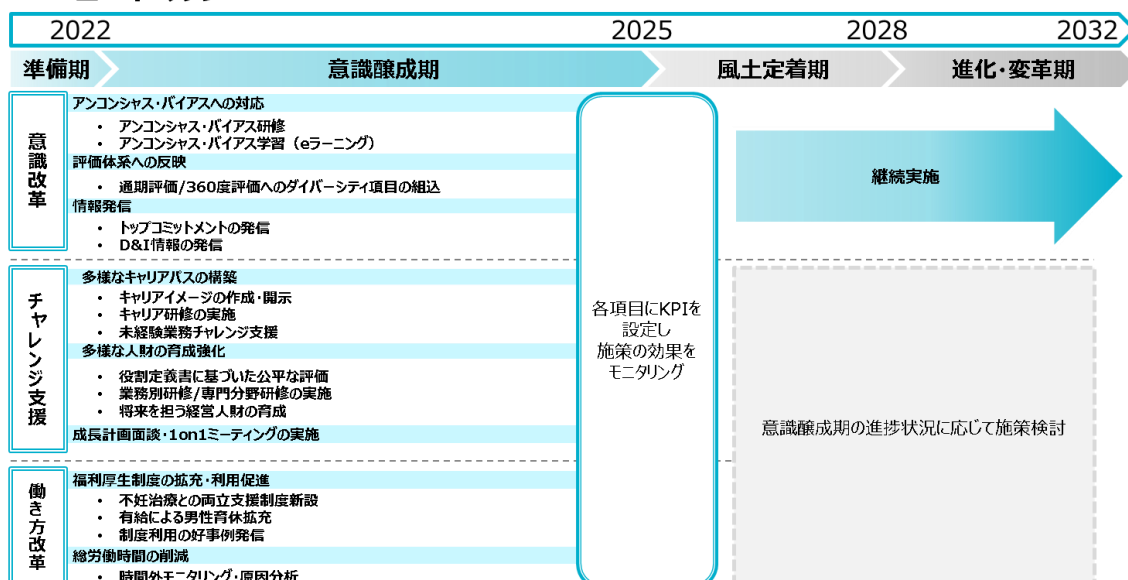 2022
2025
2028
2032
準備期
意識醸成期
風土定着期
進化・変革期
意識改革
アンコンシャス・バイアスへの対応
・ アンコンシャス・バイアス研修
・ アンコンシャス・バイアス学習（eラーニング）
評価体系への反映
・ 通期評価/360度評価へのダイバーシティ項目の組込
情報発信
・ トップコミットメントの発信
・ D&I情報の発信
継続実施
チャレンジ支援
多様なキャリアパスの構築
・ キャリアイメージの作成・開示
・ キャリア研修の実施
・ 未経験業務チャレンジ支援
多様な人財の育成強化
・ 役割定義書に基づいた公平な評価
・ 業務別研修/専門分野研修の実施
・ 将来を担う経営人財の育成
成長計画面談・1on1ミーティングの実施
各項目にKPIを
設定し
施策の効果を
モニタリング
意識醸成期の進捗状況に応じて施策検討
働き方改革
福利厚生制度の拡充・利用促進
・ 不妊治療との両立支援制度新設
・ 有給による男性育休拡充
・ 制度利用の好事例発信
総労働時間の削減
・ 時間外モニタリング・原因分析